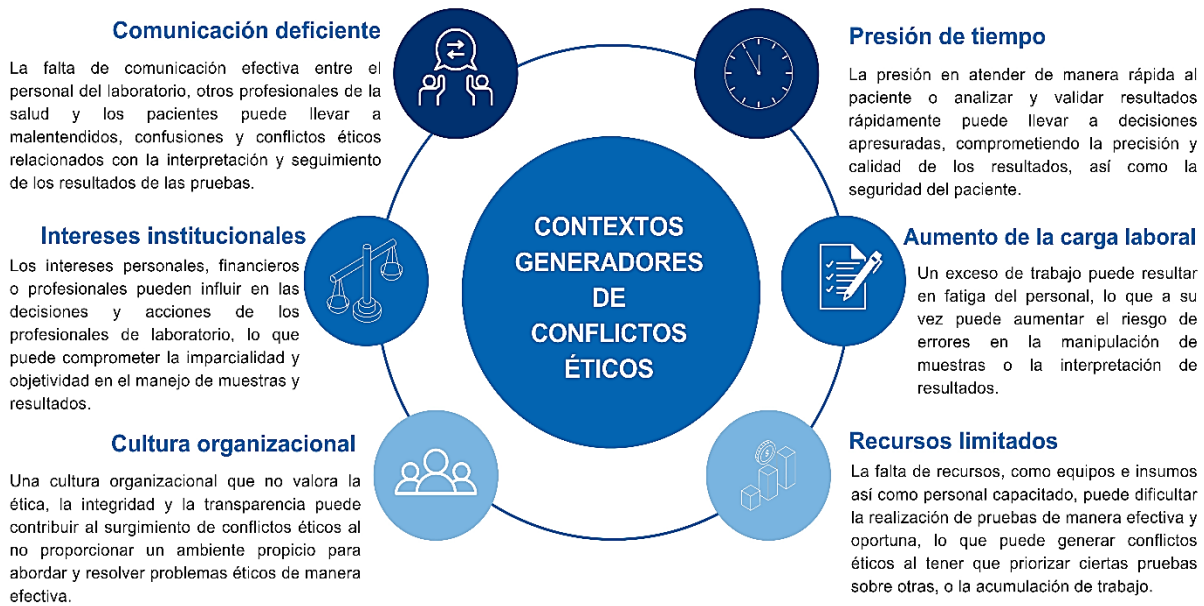 Comunicación deficiente
La falta de comunicación efectiva entre el
personal del laboratorio, otros profesionales de la
salud y los pacientes puede llevar a
malentendidos, confusiones y conflictos éticos
relacionados con la interpretación y seguimiento
de los resultados de las pruebas.
Intereses institucionales
Los intereses personales, financieros
o profesionales pueden influir en las
decisiones y acciones de los
profesionales de laboratorio, lo que
puede comprometer la imparcialidad y
objetividad en el manejo de muestras y
resultados.
Cultura organizacional
Una cultura organizacional que no valora la
ética, la integridad y la transparencia puede
contribuir al surgimiento de conflictos éticos al
no proporcionar un ambiente propicio para
abordar y resolver problemas éticos de manera
efectiva.
CONTEXTOS
GENERADORES
DE
CONFLICTOS
ÉTICOS
Presión de tiempo
La presión en atender de manera rápida al
paciente o analizar y validar resultados
rápidamente puede llevar a decisiones
apresuradas, comprometiendo la precisión y
calidad de los resultados, así como la
seguridad del paciente.
Aumento de la carga laboral
Un exceso de trabajo puede resultar
en fatiga del personal, lo que a su
vez puede aumentar el riesgo de
errores en la manipulación de
muestras o la interpretación de
resultados.
Recursos limitados
La falta de recursos, como equipos e insumos
así como personal capacitado, puede dificultar
la realización de pruebas de manera efectiva y
oportuna, lo que puede generar conflictos
éticos al tener que priorizar ciertas pruebas
sobre otras, o la acumulación de trabajo.